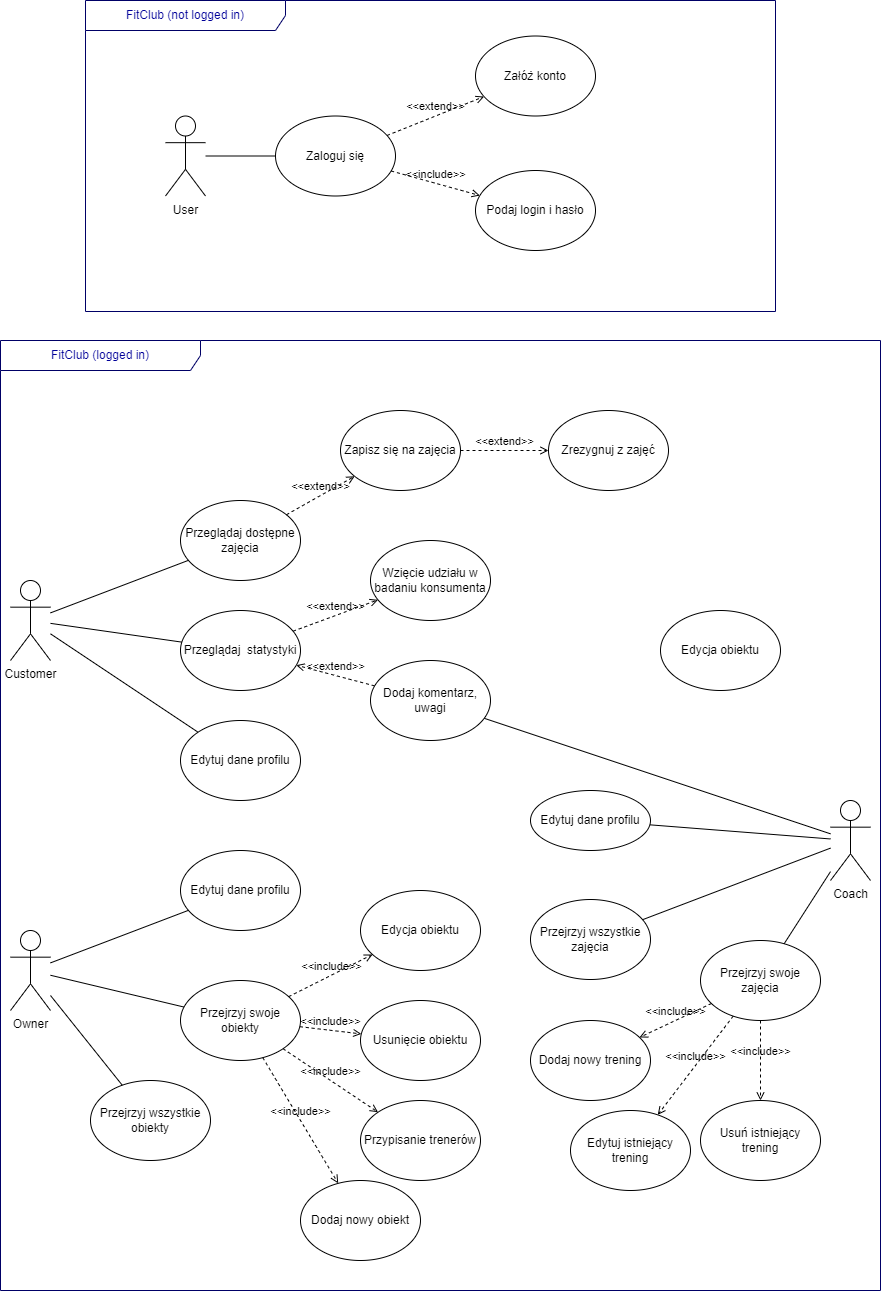 FitClub (not logged in)
Załóż konto
<<extend>>
Zaloguj się
<<include>>
Podaj login i hasło
User
FitClub (logged in)
Zapisz się na zajęcia
<<extend>>
Zrezygnuj z zajęć
<<extend>>
Przeglądaj dostępne
zajęcia
Wzięcie udziału w
badaniu konsumenta
<<extend>>
Przeglądaj  statystyki
<<extend>>
Dodaj komentarz,
uwagi
Edycja obiektu
Customer
Edytuj dane profilu
Edytuj dane profilu
Coach
Edytuj dane profilu
Przejrzyj wszystkie
zajęcia
Edycja obiektu
<<include>>
Przejrzyj swoje
zajęcia
Owner
Przejrzyj swoje
obiekty
<<include>>
Usunięcie obiektu
<<include>>
Dodaj nowy trening
<<include>>
<<include>>
<<include>>
<<include>>
Przejrzyj wszystkie
obiekty
Przypisanie trenerów
Edytuj istniejący
trening
Usuń istniejący
trening
Dodaj nowy obiekt